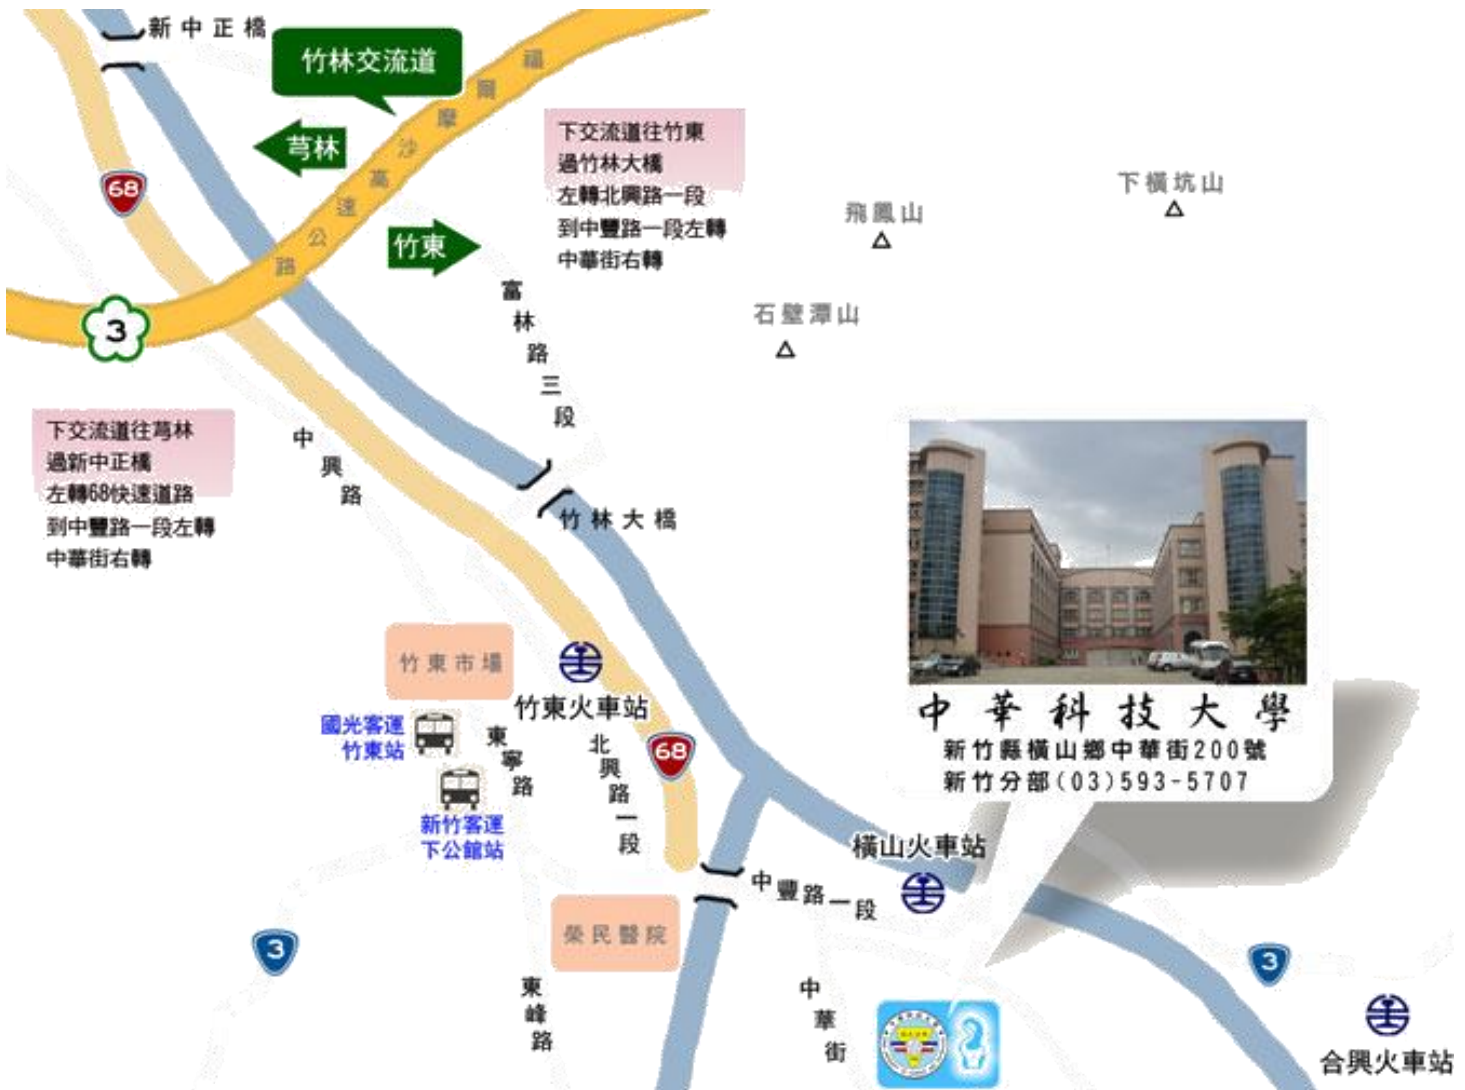 新中正橋
竹林交流道
福爾摩沙高速公路
芎林
竹東
68
3
下交流道往竹東
過竹林大橋
左轉北興路一段
到中豐路一段左轉
中華街右轉
下橫坑山
飛鳳山
石壁潭山
富林路三段
下交流道往芎林
過新中正橋
左轉68快速道路
到中豐路一段左轉
中華街右轉
中興路
竹林大橋
竹東市場
竹東火車站
國光客運
竹東站
新竹客運
下公館站
東寧路
北興路一段
68
中華科技大學
新竹縣橫山鄉中華街200號
新竹分部(03)593-5707
橫山火車站
中豐路一段
榮民醫院
3
東峰路
中華街
3
合興火車站